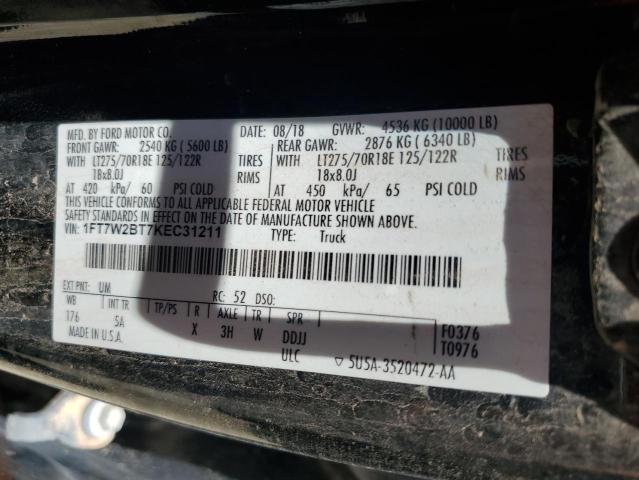 MFD. BY FORD MOTOR CO.
DATE: 08/18 GVWR: 4536 KG (10000 LB)
FRONT GAWR: 2540 KG ( 5600 LB) REAR GAWR: 2876 KG ( 6340 LB)
WITH LT275/70R18E 125/122R TIRES WITH LT275/70R18E 125/122R TIRES
18x8.0J RIMS 18x8.0J RIMS
AT 420 kPa/ 60 PSI COLD AT 450 kPa/ 65 PSI COLD
THIS VEHICLE CONFORMS TO ALL APPLICABLE FEDERAL MOTOR VEHICLE
SAFETY STANDARDS IN EFFECT ON THE DATE OF MANUFACTURE SHOWN ABOVE.
VIN: 1FT7W2BT7KEC31211
TYPE: Truck
EXT PNT: UM RC: 52 DSO:
WB INT TR TP/PS R AXLE TR SPR F0376
176 5A X 3H W DDJJ T0976
MADE IN U.S.A. ULC ▽ 5U5A-3520472-AA